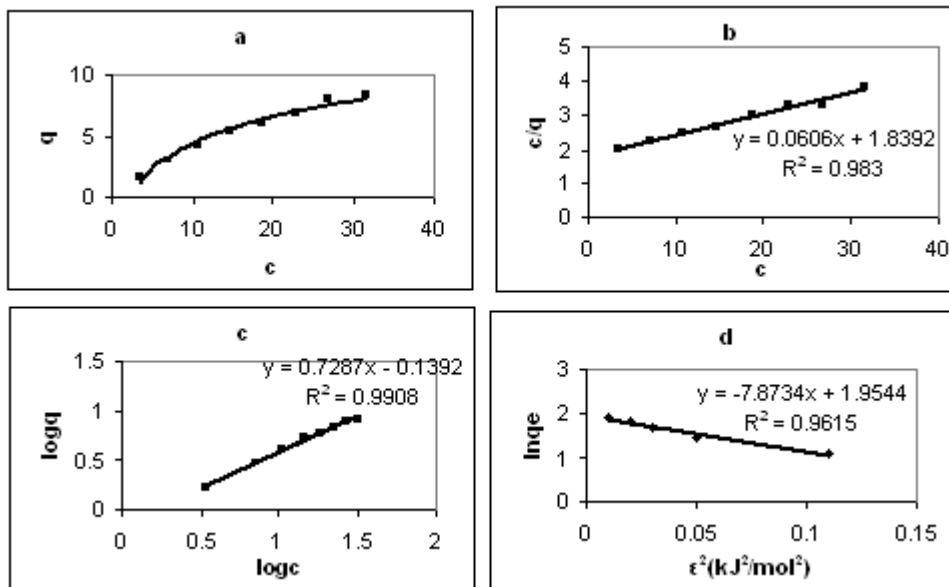 a
10
5
0
q
0 10 20 30 40
c
b
5
4
3
2
1
0
c/q
y = 0.0606x + 1.8392
R² = 0.983
0 10 20 30 40
c
c
1.5
1
0.5
0
logq
y = 0.7287x - 0.1392
R² = 0.9908
0 0.5 1 1.5 2
logc
d
3
2
1
0
lnqe
y = -7.8734x + 1.9544
R² = 0.9615
0 0.05 0.1 0.15
ε²(kJ²/mol²)